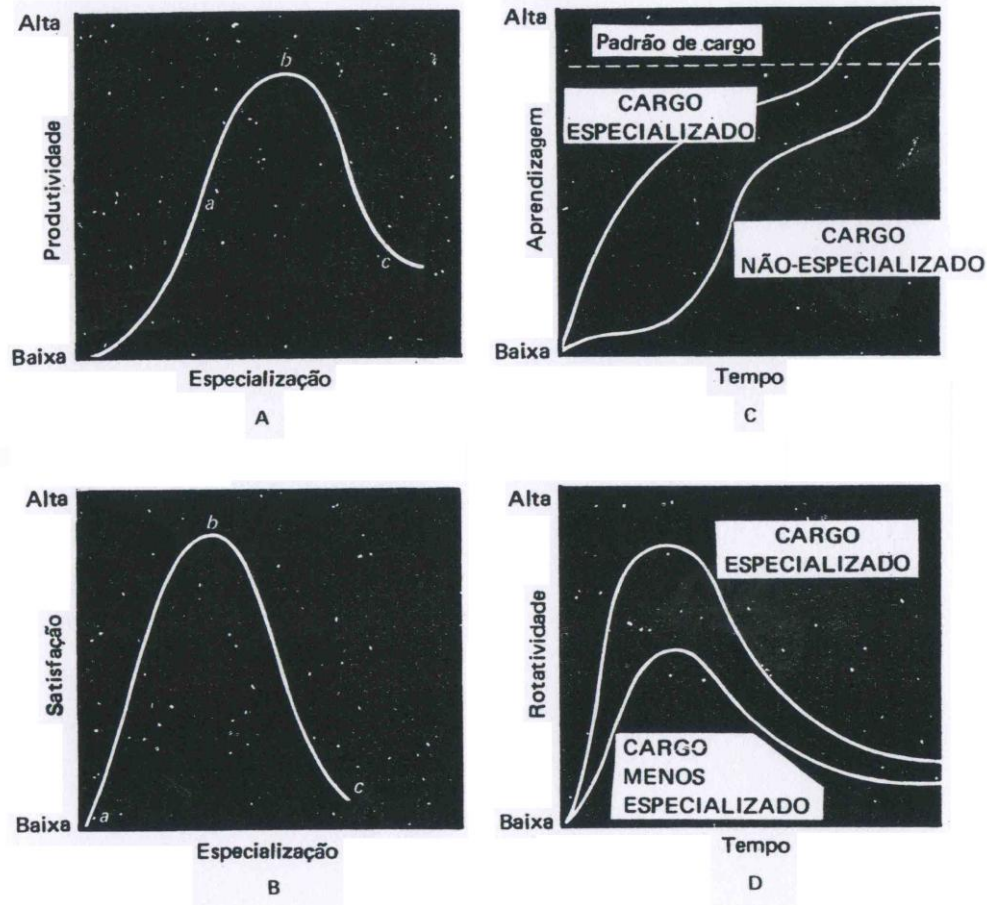 Alta
Produtividade
a
b
c
Baixa
Especialização
A
Alta
Padrão de cargo
CARGO
ESPECIALIZADO
Aprendizagem
CARGO
NÃO-ESPECIALIZADO
Baixa
Tempo
C
Alta
Satisfação
a
b
c
Baixa
Especialização
B
Alta
CARGO
ESPECIALIZADO
Rotatividade
CARGO
MENOS
ESPECIALIZADO
Baixa
Tempo
D